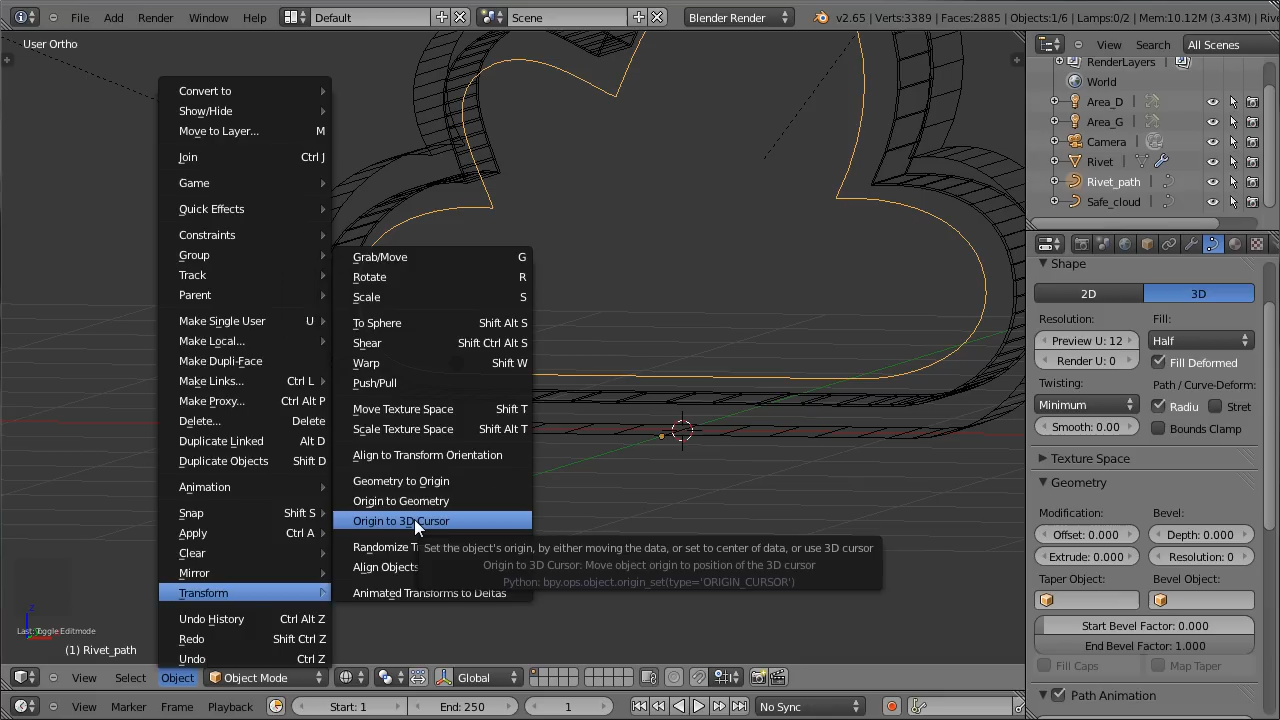 File Add Render Window Help Default Scene Blender Render v2.65 | Verts:3389 | Faces:2885 | Objects:1/6 | Lamps:0/2 | Mem:10.12M (3.43M)
User Ortho
Convert to
Show/Hide
Move to Layer... M
Join Ctrl J
Game
Quick Effects
Constraints
Group
Track
Parent
Make Single User U
Make Local...
Make Dupli-Face
Make Links... Ctrl L
Make Proxy... Ctrl Alt P
Delete... Delete
Duplicate Linked Alt D
Duplicate Objects Shift D
Animation
Snap Shift S
Apply Ctrl A
Clear
Mirror
Transform
Undo History Ctrl Alt Z
Redo Shift Ctrl Z
Undo Ctrl Z
Grab/Move G
Rotate R
Scale S
To Sphere Shift Alt S
Shear Shift Ctrl Alt S
Warp Shift W
Push/Pull
Move Texture Space Shift T
Scale Texture Space Shift Alt T
Align to Transform Orientation
Geometry to Origin
Origin to Geometry
Origin to 3D Cursor
Randomize
Align Objects
Animated Transforms to Deltas
Set the object's origin, by either moving the data, or set to center of data, or use 3D cursor
Origin to 3D Cursor: Move object origin to position of the 3D cursor
Python: bpy.ops.object.origin_set(type='ORIGIN_CURSOR')
z
Last: Toggle Editmode
(1) Rivet_path
View Select Object Object Mode Global
View Marker Frame Playback Start: 1 End: 250 1 No Sync
View Search All Scenes
RenderLayers
World
Area_D
Area_G
Camera
Rivet
Rivet_path
Safe_cloud
Shape
2D 3D
Resolution: Fill:
Preview U: 12 Half
Render U: 0 Fill Deformed
Twisting: Path / Curve-Deform:
Minimum Radiu Stret
Smooth: 0.00 Bounds Clamp
Texture Space
Geometry
Modification: Bevel:
Offset: 0.000 Depth: 0.000
Extrude: 0.000 Resolution: 0
Taper Object: Bevel Object:
Start Bevel Factor: 0.000
End Bevel Factor: 1.000
Fill Caps Map Taper
Path Animation